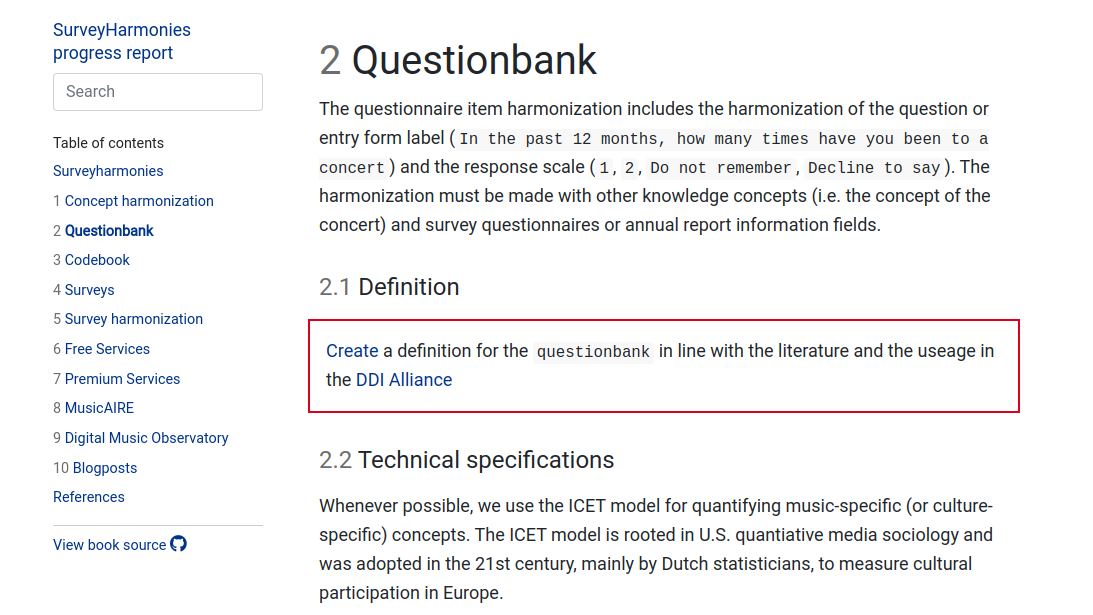 SurveyHarmonies
progress report
Search
Table of contents
Surveyharmonies
1 Concept harmonization
2 Questionbank
3 Codebook
4 Surveys
5 Survey harmonization
6 Free Services
7 Premium Services
8 MusicAIRE
9 Digital Music Observatory
10 Blogposts
References
View book source
2 Questionbank
The questionnaire item harmonization includes the harmonization of the question or
entry form label ( In the past 12 months, how many times have you been to a
concert ) and the response scale ( 1 , 2 , Do not remember , Decline to say ). The
harmonization must be made with other knowledge concepts (i.e. the concept of the
concert) and survey questionnaires or annual report information fields.
2.1 Definition
Create a definition for the questionbank in line with the literature and the useage in
the DDI Alliance
2.2 Technical specifications
Whenever possible, we use the ICET model for quantifying music-specific (or culture-
specific) concepts. The ICET model is rooted in U.S. quantiative media sociology and
was adopted in the 21st century, mainly by Dutch statisticians, to measure cultural
participation in Europe.